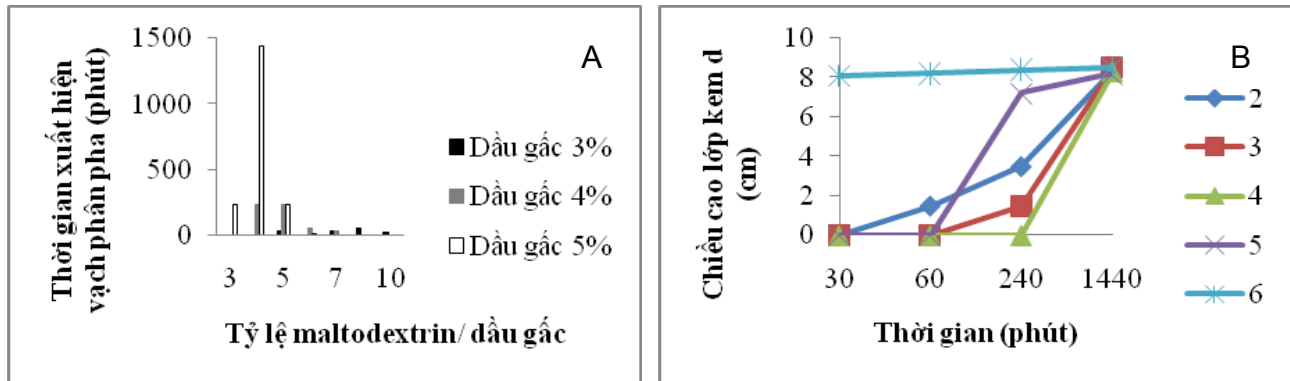 A
Thời gian xuất hiện
vạch phân pha (phút)
1500
1000
500
0
3 5 7 10
Tỷ lệ maltodextrin/ dầu gấc
Dầu gấc 3%
Dầu gấc 4%
Dầu gấc 5%
B
Chiều cao lớp kem d
(cm)
10
8
6
4
2
0
30 60 240 1440
Thời gian (phút)
2
3
4
5
6